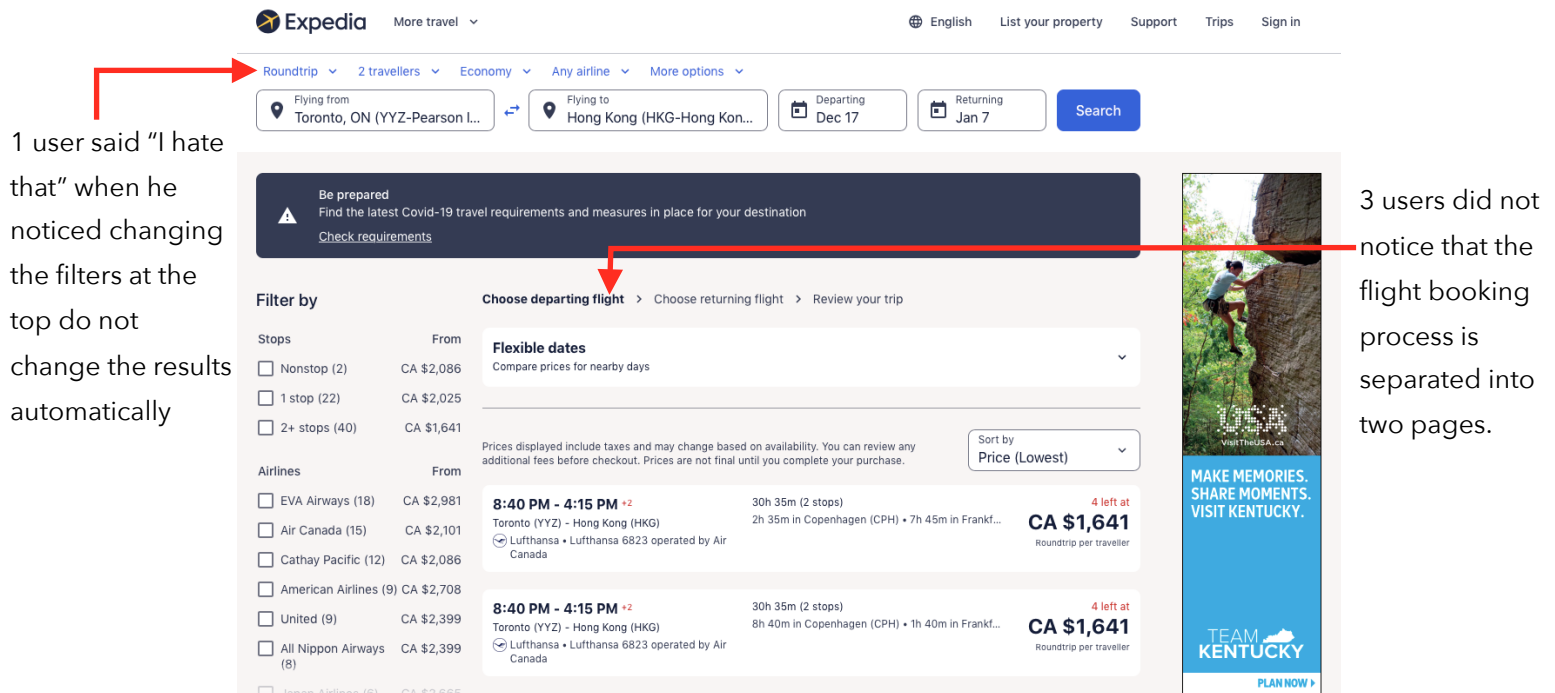 Expedia
More travel
English
List your property
Support
Trips
Sign in
Roundtrip
2 travellers
Economy
Any airline
More options
Flying from
Toronto, ON (YYZ-Pearson I...
Flying to
Hong Kong (HKG-Hong Kon...
Departing
Dec 17
Returning
Jan 7
Search
1 user said “I hate
that” when he
noticed changing
the filters at the
top do not
change the results
automatically
Be prepared
Find the latest Covid-19 travel requirements and measures in place for your destination
Check requirements
3 users did not
notice that the
flight booking
process is
separated into
two pages.
Filter by
Stops From
Nonstop (2) CA $2,086
1 stop (22) CA $2,025
2+ stops (40) CA $1,641
Airlines From
EVA Airways (18) CA $2,981
Air Canada (15) CA $2,101
Cathay Pacific (12) CA $2,086
American Airlines (9) CA $2,708
United (9) CA $2,399
All Nippon Airways CA $2,399
(8)
Japan Airlines (6) CA $2,665
Choose departing flight > Choose returning flight > Review your trip
Flexible dates
Compare prices for nearby days
Prices displayed include taxes and may change based on availability. You can review any
additional fees before checkout. Prices are not final until you complete your purchase.
Sort by
Price (Lowest)
8:40 PM - 4:15 PM +2
Toronto (YYZ) - Hong Kong (HKG)
Lufthansa • Lufthansa 6823 operated by Air
Canada
30h 35m (2 stops)
2h 35m in Copenhagen (CPH) • 7h 45m in Frankf...
4 left at
CA $1,641
Roundtrip per traveller
8:40 PM - 4:15 PM +2
Toronto (YYZ) - Hong Kong (HKG)
Lufthansa • Lufthansa 6823 operated by Air
Canada
30h 35m (2 stops)
8h 40m in Copenhagen (CPH) • 1h 40m in Frankf...
4 left at
CA $1,641
Roundtrip per traveller
USA
VisitTheUSA.ca
MAKE MEMORIES.
SHARE MOMENTS.
VISIT KENTUCKY.
TEAM
KENTUCKY
PLAN NOW